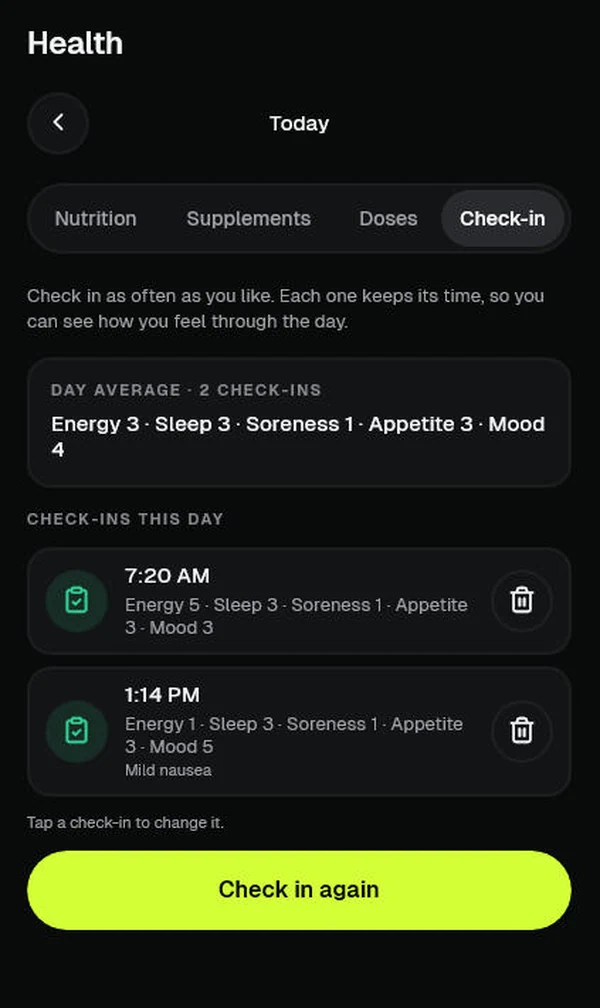 Health
Today
Nutrition Supplements Doses Check-in
Check in as often as you like. Each one keeps its time, so you
can see how you feel through the day.
DAY AVERAGE · 2 CHECK-INS
Energy 3 · Sleep 3 · Soreness 1 · Appetite 3 · Mood
4
CHECK-INS THIS DAY
7:20 AM
Energy 5 · Sleep 3 · Soreness 1 · Appetite
3 · Mood 3
1:14 PM
Energy 1 · Sleep 3 · Soreness 1 · Appetite
3 · Mood 5
Mild nausea
Tap a check-in to change it.
Check in again